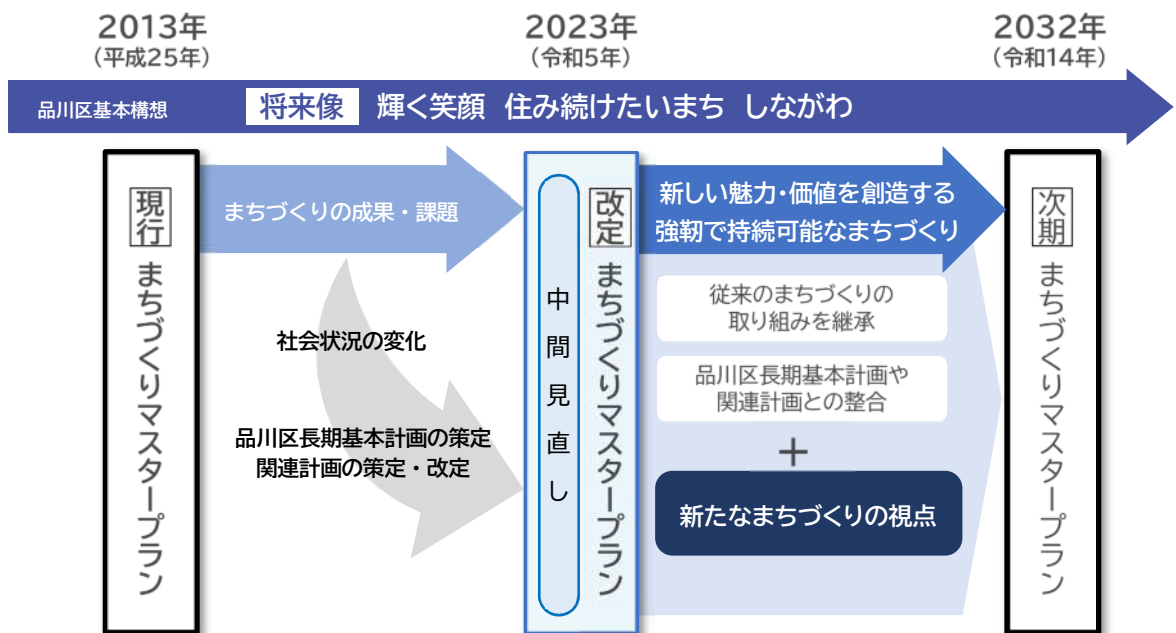 2013年
(平成25年)
2023年
(令和5年)
2032年
(令和14年)
品川区基本構想
将来像 輝く笑顔 住み続けたいまち しながわ
現行 まちづくりマスタープラン
まちづくりの成果・課題
社会状況の変化
品川区長期基本計画の策定
関連計画の策定・改定
中間見直し
改定 まちづくりマスタープラン
新しい魅力・価値を創造する
強靭で持続可能なまちづくり
従来のまちづくりの
取り組みを継承
品川区長期基本計画や
関連計画との整合
+
新たなまちづくりの視点
次期 まちづくりマスタープラン